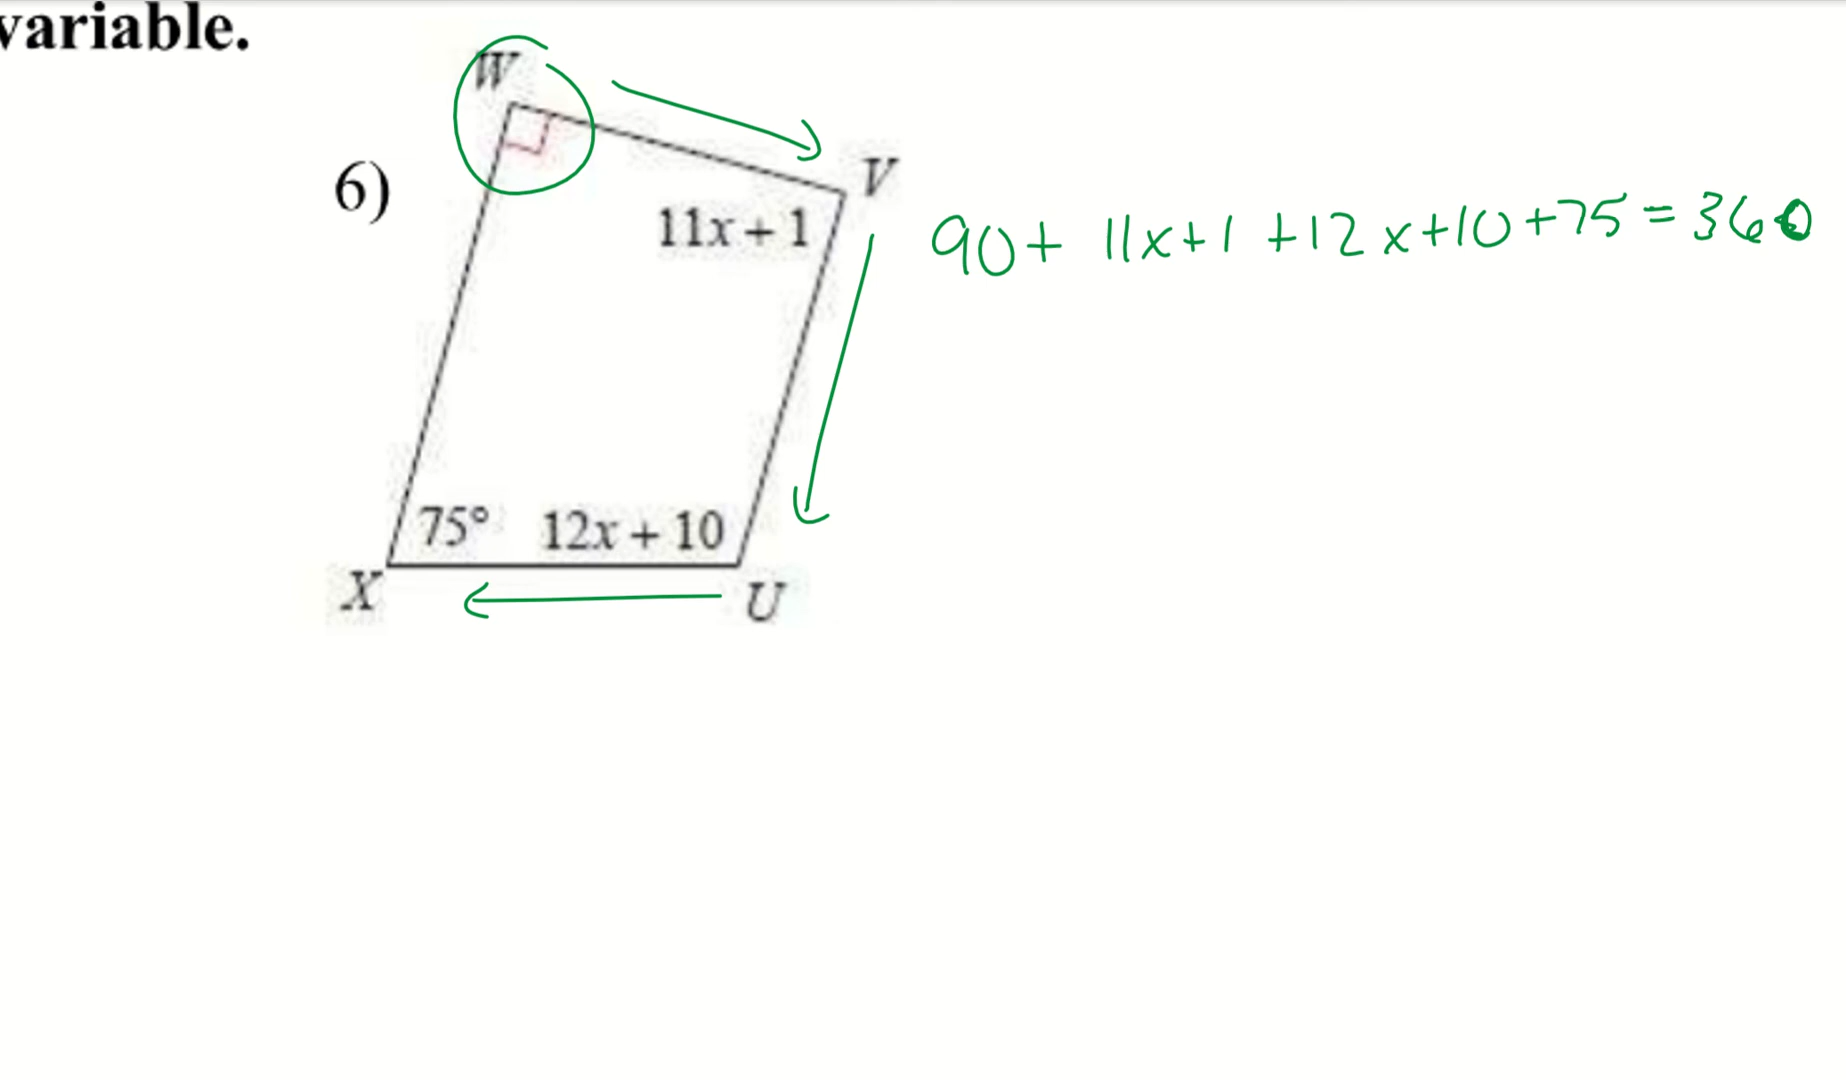 variable.
W
6)
V
11x + 1
90 + 11x + 1 + 12x + 10 + 75 = 360
75° 12x + 10
X
U